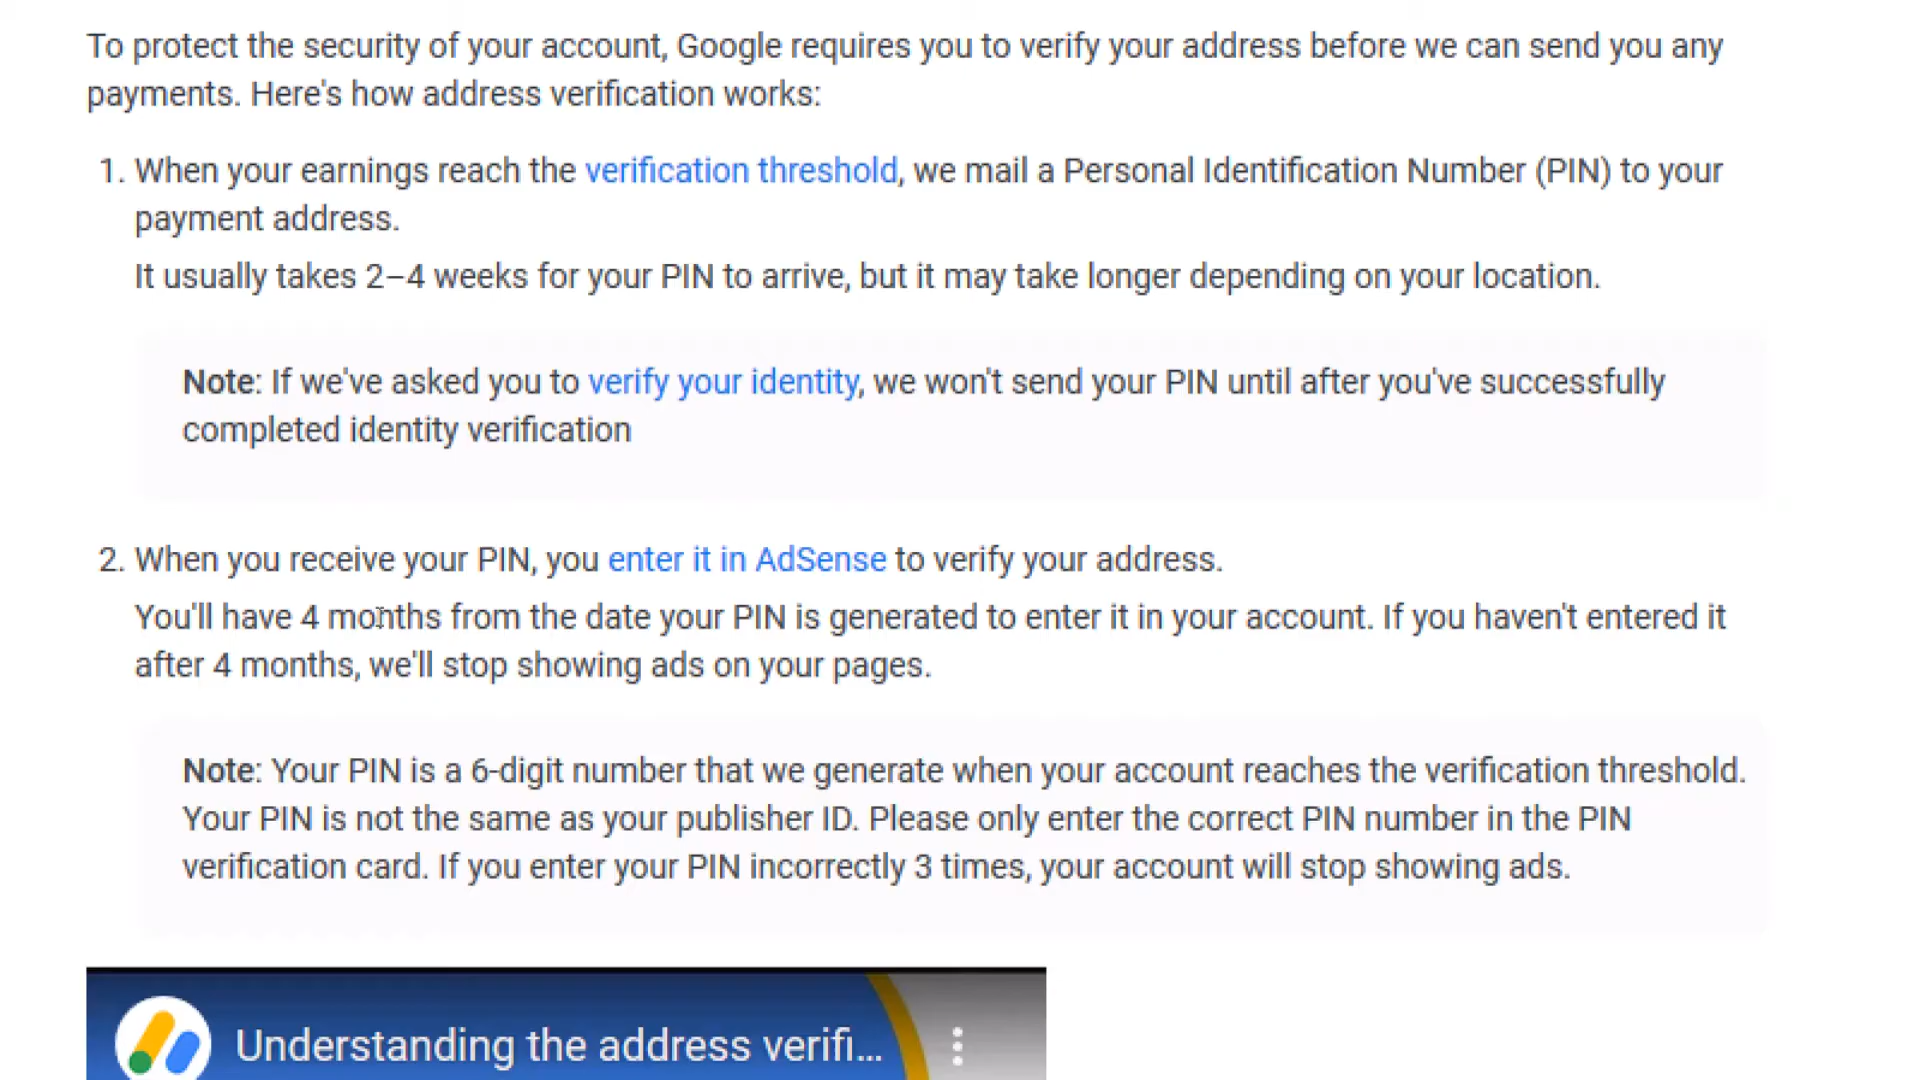 To protect the security of your account, Google requires you to verify your address before we can send you any
payments. Here's how address verification works:
1. When your earnings reach the verification threshold, we mail a Personal Identification Number (PIN) to your
payment address.
It usually takes 2–4 weeks for your PIN to arrive, but it may take longer depending on your location.
Note: If we've asked you to verify your identity, we won't send your PIN until after you've successfully
completed identity verification
2. When you receive your PIN, you enter it in AdSense to verify your address.
You'll have 4 months from the date your PIN is generated to enter it in your account. If you haven't entered it
after 4 months, we'll stop showing ads on your pages.
Note: Your PIN is a 6-digit number that we generate when your account reaches the verification threshold.
Your PIN is not the same as your publisher ID. Please only enter the correct PIN number in the PIN
verification card. If you enter your PIN incorrectly 3 times, your account will stop showing ads.
Understanding the address verifi...